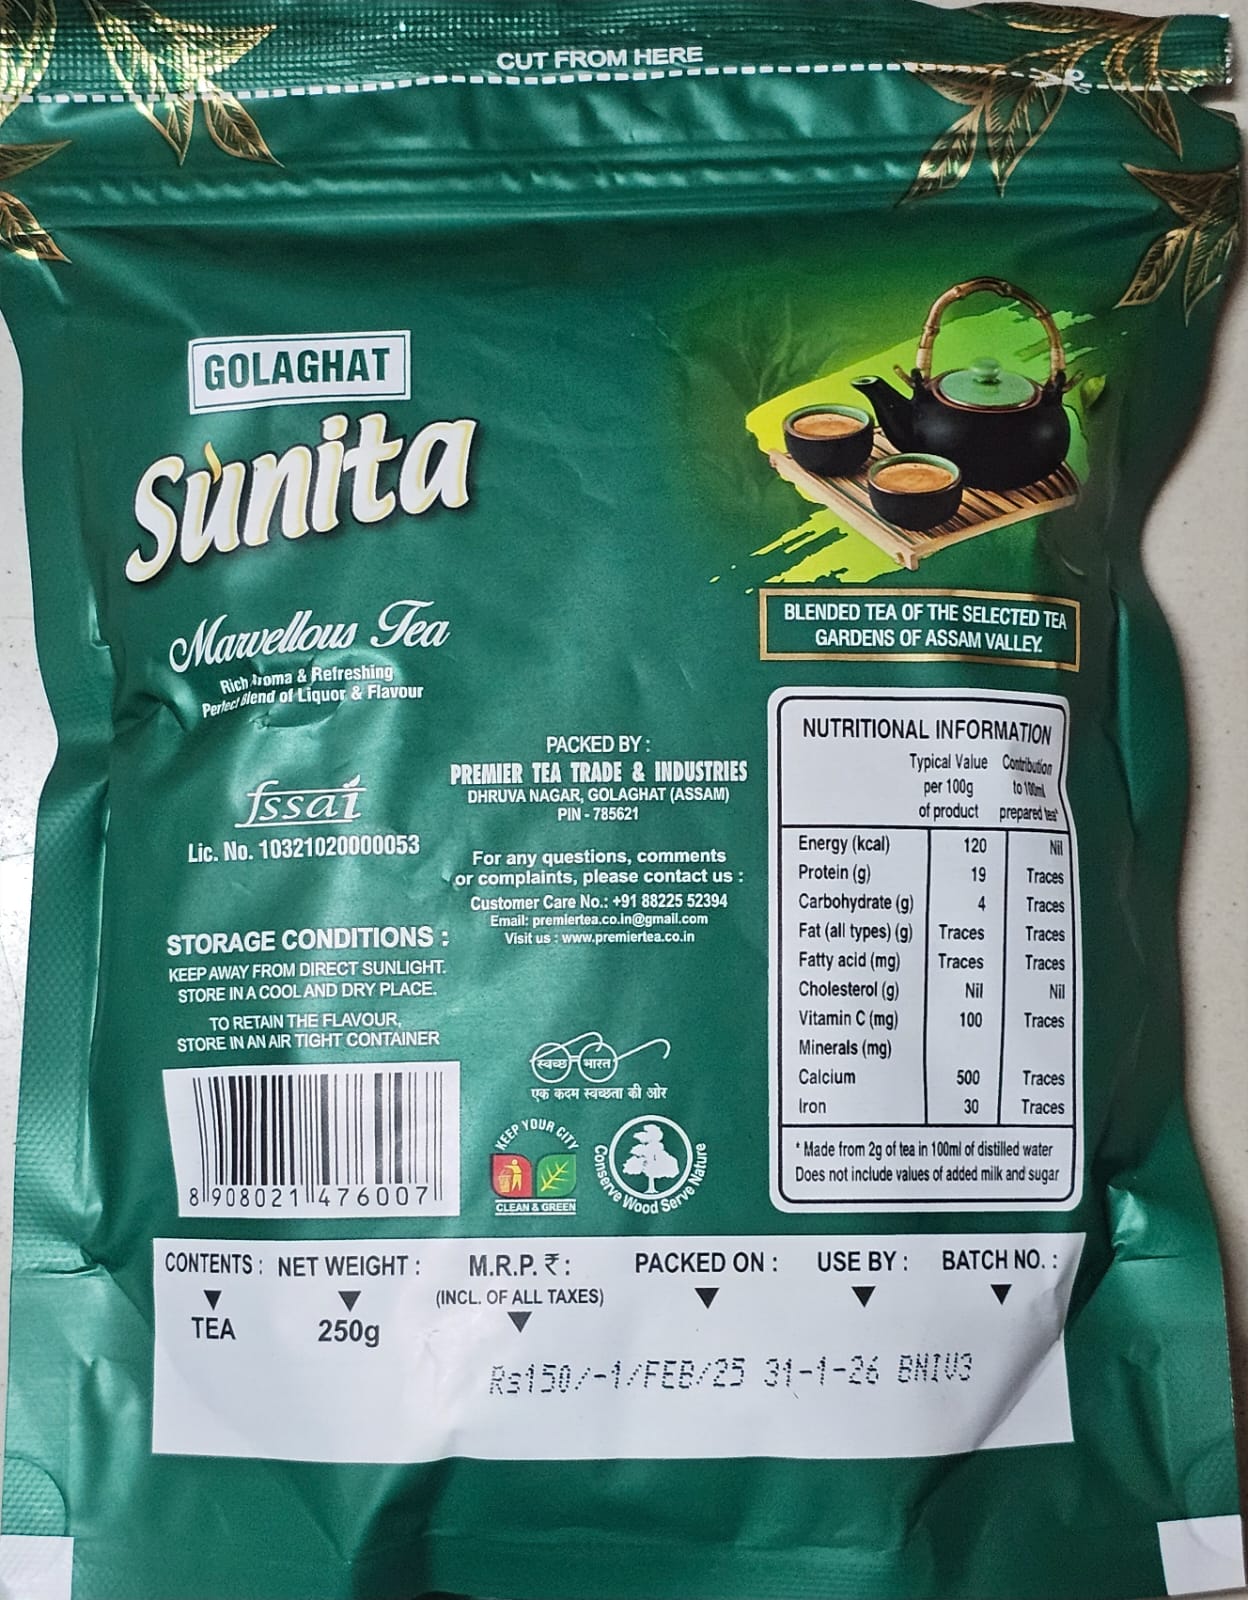 CUT FROM HERE
GOLAGHAT
Sunita
Marvellous Tea
Rich Aroma & Refreshing
Perfect Blend of Liquor & Flavour
BLENDED TEA OF THE SELECTED TEA
GARDENS OF ASSAM VALLEY.
fssai
Lic. No. 10321020000053
PACKED BY :
PREMIER TEA TRADE & INDUSTRIES
DHRUVA NAGAR, GOLAGHAT (ASSAM)
PIN - 785621
For any questions, comments
or complaints, please contact us :
Customer Care No.: +91 88225 52394
Email: premiertea.co.in@gmail.com
Visit us : www.premiertea.co.in
STORAGE CONDITIONS :
KEEP AWAY FROM DIRECT SUNLIGHT.
STORE IN A COOL AND DRY PLACE.
TO RETAIN THE FLAVOUR,
STORE IN AN AIR TIGHT CONTAINER
NUTRITIONAL INFORMATION
Typical Value Contribution
per 100g to 100ml
of product prepared tea*
Energy (kcal) 120 Nil
Protein (g) 19 Traces
Carbohydrate (g) 4 Traces
Fat (all types) (g) Traces Traces
Fatty acid (mg) Traces Traces
Cholesterol (g) Nil Nil
Vitamin C (mg) 100 Traces
Minerals (mg)
Calcium 500 Traces
Iron 30 Traces
* Made from 2g of tea in 100ml of distilled water
Does not include values of added milk and sugar
स्वच्छ भारत
एक कदम स्वच्छता की ओर
KEEP YOUR CITY
CLEAN & GREEN
Conserve Wood Serve Nature
8 908021 476007
CONTENTS : NET WEIGHT : M.R.P. ₹ : PACKED ON : USE BY : BATCH NO. :
(INCL. OF ALL TAXES)
TEA 250g
Rs150/-1/FEB/25 31-1-26 BNIV3